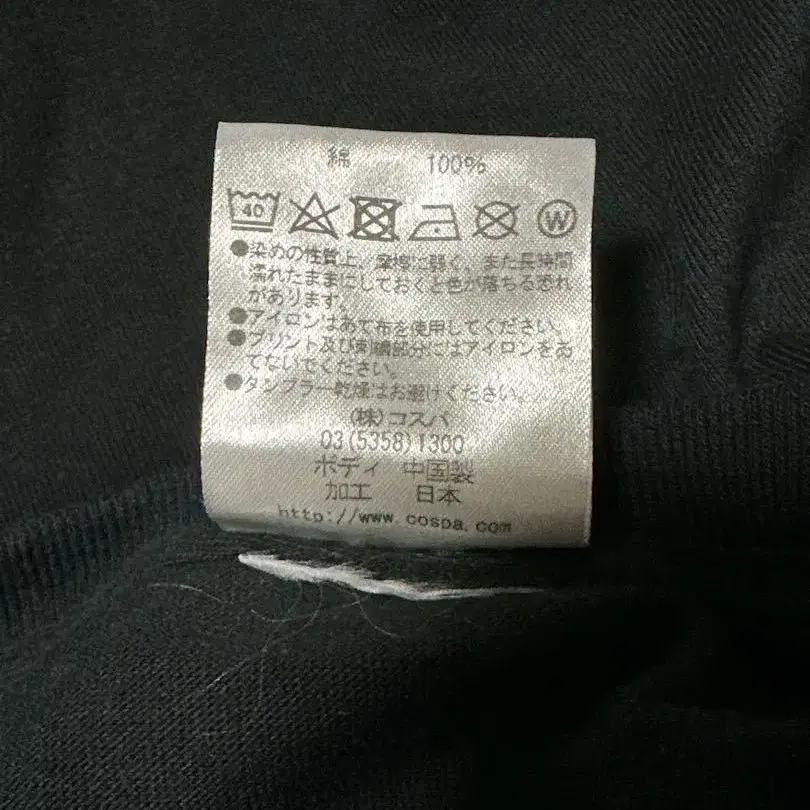 綿 100%
40 W
●染めの性質上、摩擦に弱く、また長時間
濡れたままにしておくと色が落ちる恐れ
があります。
●アイロンはあて布を使用してください。
●プリント及び刺繍部分にはアイロンをあ
てないでください。
●タンブラー乾燥はお避けください。
(株)コスパ
03(5358)1300
ボディ 中国製
加工 日本
http://www.cospa.com